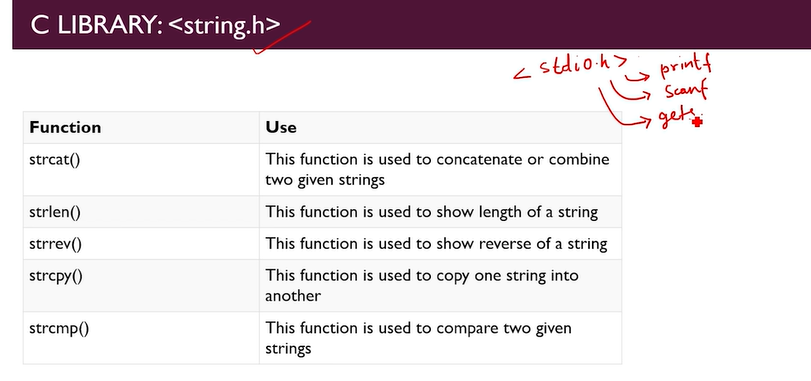 C LIBRARY: <string.h>
< stdio.h >
printf
scanf
gets
Function Use
strcat() This function is used to concatenate or combine
two given strings
strlen() This function is used to show length of a string
strrev() This function is used to show reverse of a string
strcpy() This function is used to copy one string into
another
strcmp() This function is used to compare two given
strings